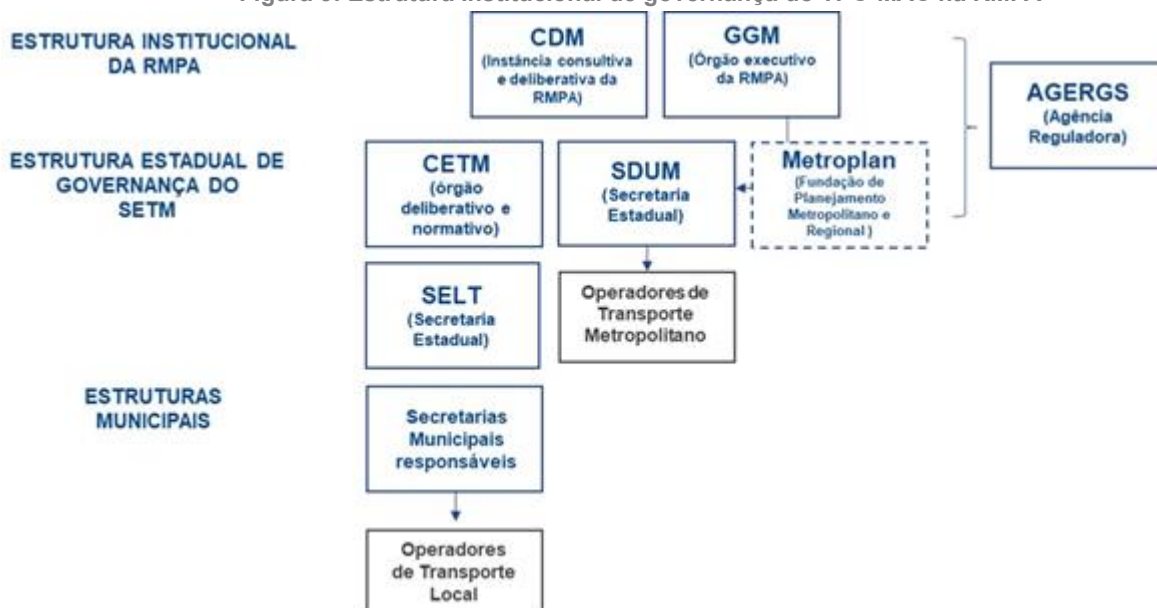 ESTRUTURA INSTITUCIONAL
DA RMPA
CDM
(Instância consultiva
e deliberativa da
RMPA)
GGM
(Órgão executivo
da RMPA)
AGERGS
(Agência
Reguladora)
ESTRUTURA ESTADUAL DE
GOVERNANÇA DO
SETM
CETM
(órgão
deliberativo e
normativo)
SDUM
(Secretaria
Estadual)
Metroplan
(Fundação de
Planejamento
Metropolitano e
Regional)
SELT
(Secretaria
Estadual)
Operadores de
Transporte
Metropolitano
ESTRUTURAS
MUNICIPAIS
Secretarias
Municipais
responsáveis
Operadores
de Transporte
Local